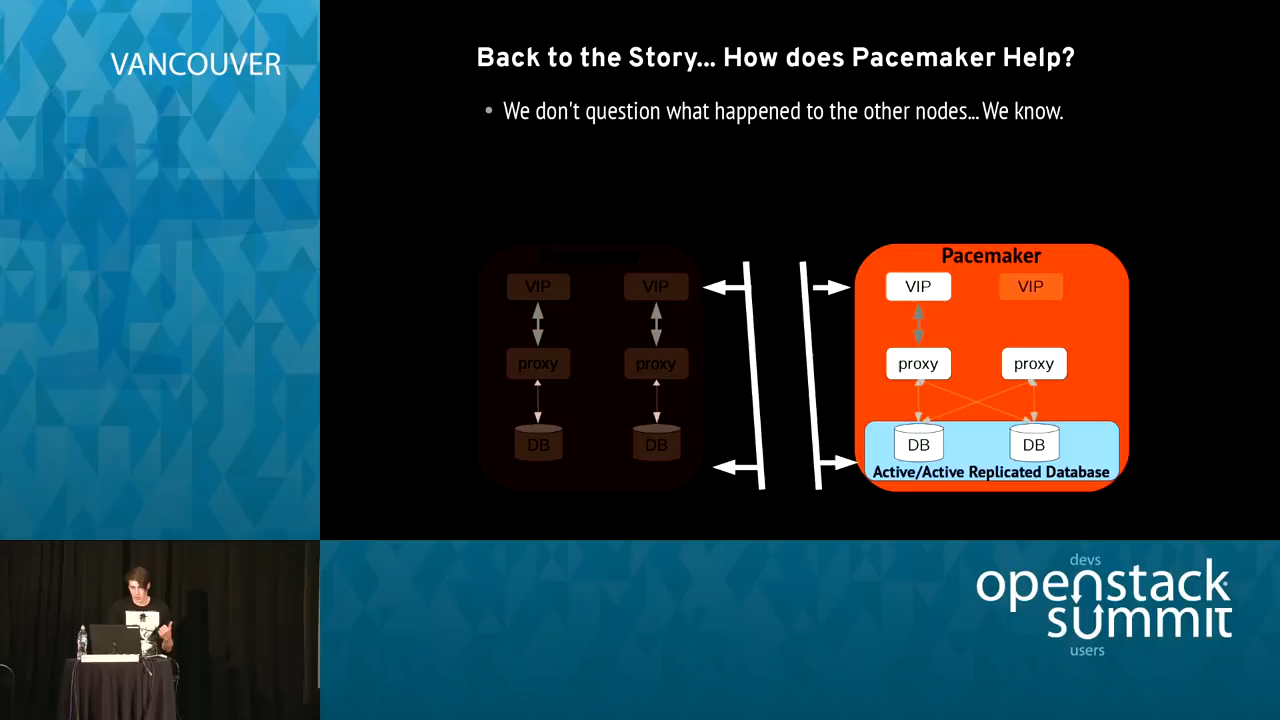 VANCOUVER
Back to the Story... How does Pacemaker Help?
• We don't question what happened to the other nodes... We know.
Pacemaker
VIP VIP VIP VIP
proxy proxy proxy proxy
DB DB DB DB
Active/Active Replicated Database
devs
openstack
summit
users